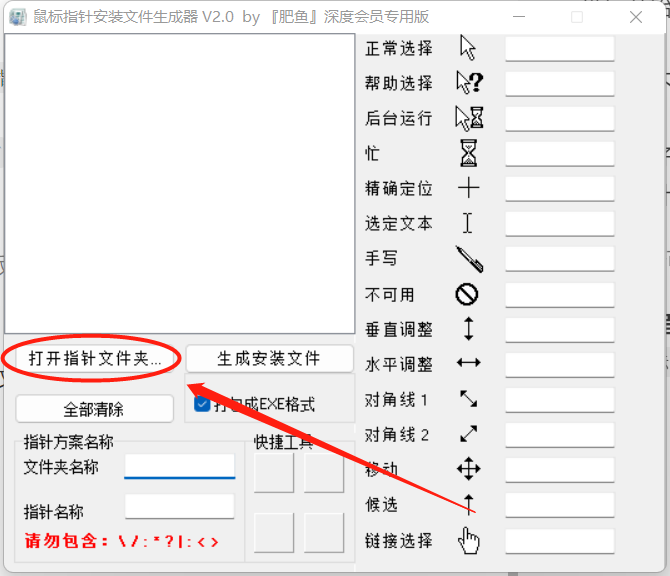 鼠标指针安装文件生成器 V2.0 by 『肥鱼』深度会员专用版
正常选择
帮助选择
后台运行
忙
精确定位
选定文本
手写
不可用
垂直调整
水平调整
对角线 1
对角线 2
移动
候选
链接选择
打开指针文件夹...
生成安装文件
全部清除
打包成EXE格式
指针方案名称
文件夹名称
指针名称
请勿包含：\ / : * ? | : < >
快捷工具